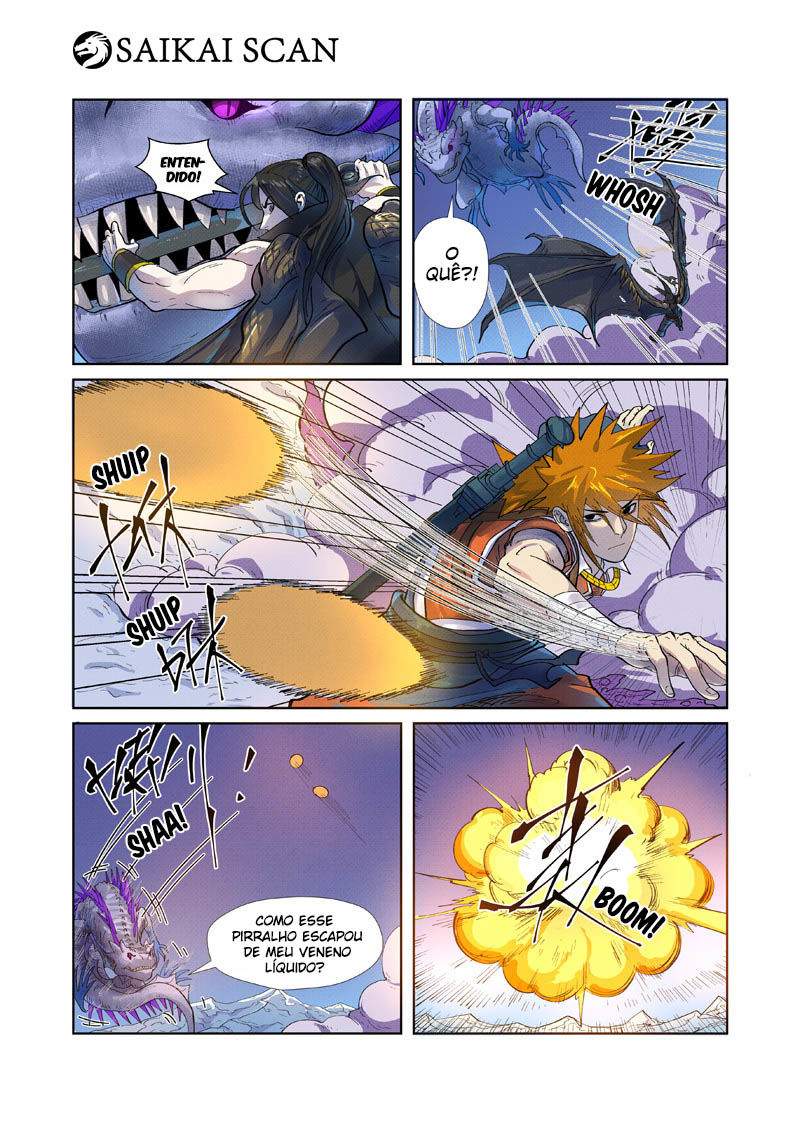 SAIKAI SCAN
ENTEN-
DIDO!
WHOSH
O
QUÊ?!
SHUIP
SHUIP
SHAA!
COMO ESSE
PIRRALHO ESCAPOU
DE MEU VENENO
LÍQUIDO?
BOOM!